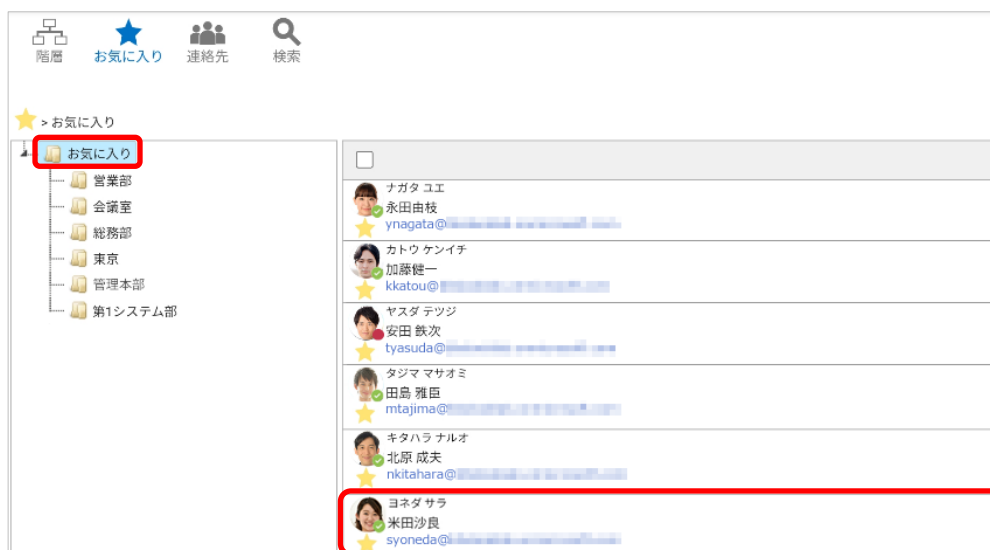 階層 お気に入り 連絡先 検索
> お気に入り
お気に入り
営業部
会議室
総務部
東京
管理本部
第1システム部
ナガタ ユエ
永田由枝
ynagata@
カトウ ケンイチ
加藤健一
kkatou@
ヤスダ テツジ
安田 鉄次
tyasuda@
タジマ マサオミ
田島 雅臣
mtajima@
キタハラ ナルオ
北原 成夫
nkitahara@
ヨネダ サラ
米田沙良
syoneda@